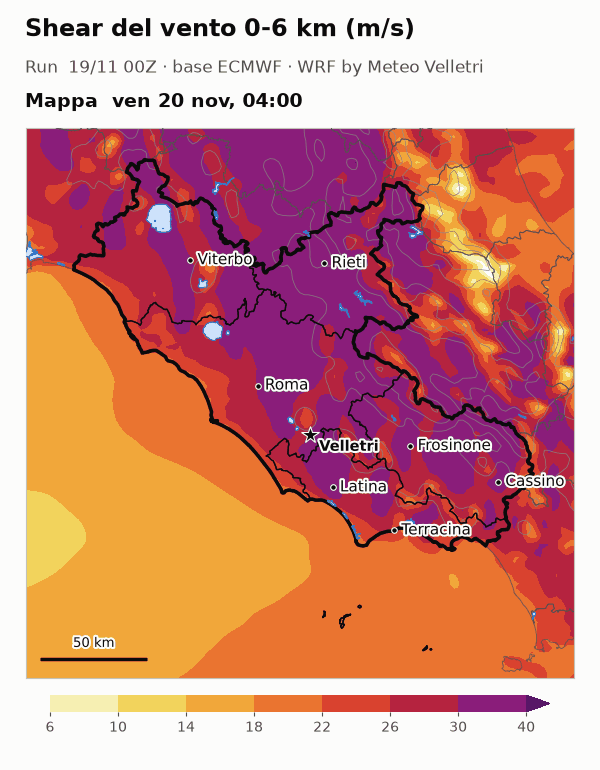 Shear del vento 0-6 km (m/s)
Run 19/11 00Z · base ECMWF · WRF by Meteo Velletri
Mappa ven 20 nov, 04:00
Viterbo
Rieti
Roma
Velletri
Frosinone
Cassino
Latina
Terracina
50 km
6 10 14 18 22 26 30 40